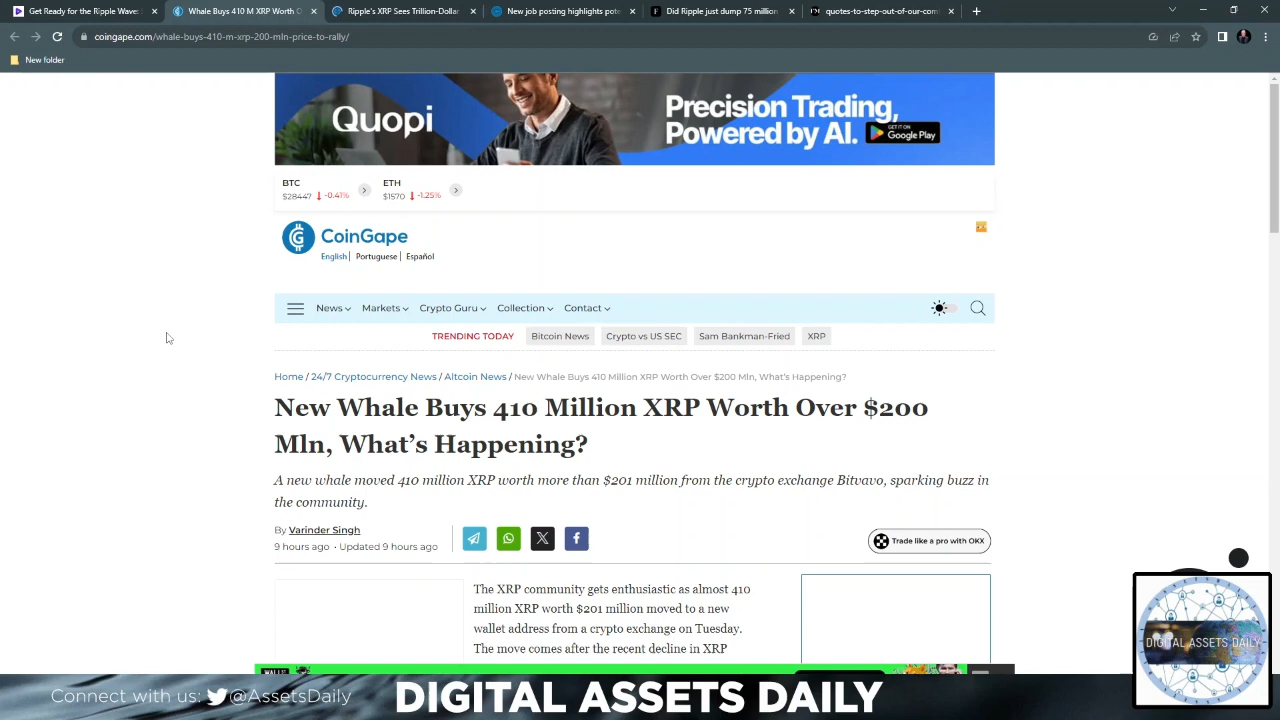 Get Ready for the Ripple Wave:
Whale Buys 410 M XRP Worth O
Ripple's XRP Sees Trillion-Dollar
New job posting highlights pote
Did Ripple just dump 75 million
quotes-to-step-out-of-our-com
coingape.com/whale-buys-410-m-xrp-200-mln-price-to-rally/
New folder
Quopi
Precision Trading,
Powered by AI.
GET IT ON
Google Play
BTC
$28447 -0.41%
ETH
$1570 -1.25%
CoinGape
English | Portuguese | Español
News Markets Crypto Guru Collection Contact
TRENDING TODAY Bitcoin News Crypto vs US SEC Sam Bankman-Fried XRP
Home / 24/7 Cryptocurrency News / Altcoin News / New Whale Buys 410 Million XRP Worth Over $200 Mln, What's Happening?
New Whale Buys 410 Million XRP Worth Over $200
Mln, What's Happening?
A new whale moved 410 million XRP worth more than $201 million from the crypto exchange Bitvavo, sparking buzz in
the community.
By Varinder Singh
9 hours ago • Updated 9 hours ago
Trade like a pro with OKX
The XRP community gets enthusiastic as almost 410
million XRP worth $201 million moved to a new
wallet address from a crypto exchange on Tuesday.
The move comes after the recent decline in XRP
DIGITAL ASSETS DAILY
Connect with us: @AssetsDaily
DIGITAL ASSETS DAILY